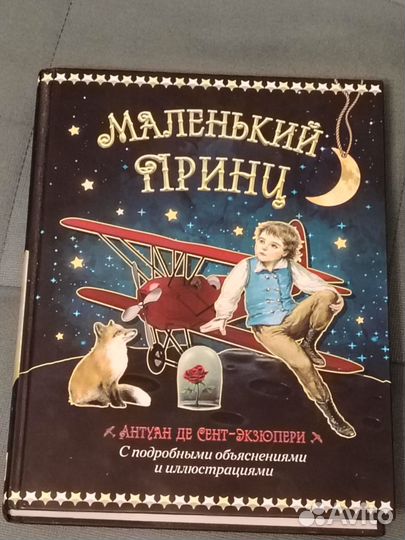 Маленький
Принц
Антуан де Сент-Экзюпери
С подробными объяснениями
и иллюстрациями
Avito